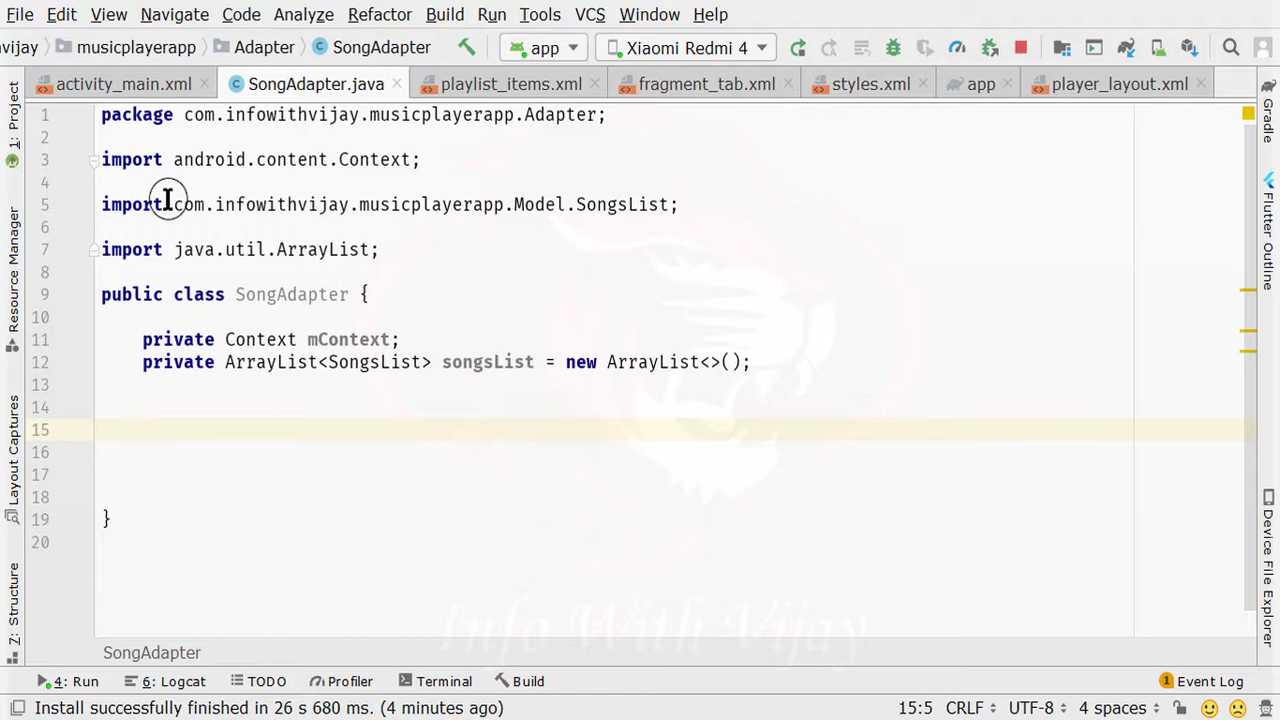 File Edit View Navigate Code Analyze Refactor Build Run Tools VCS Window Help
vijay musicplayerapp Adapter SongAdapter app Xiaomi Redmi 4
activity_main.xml SongAdapter.java playlist_items.xml fragment_tab.xml styles.xml app player_layout.xml
1 package com.infowithvijay.musicplayerapp.Adapter;
2
3 import android.content.Context;
4
5 import com.infowithvijay.musicplayerapp.Model.SongsList;
6
7 import java.util.ArrayList;
8
9 public class SongAdapter {
10
11 private Context mContext;
12 private ArrayList<SongsList> songsList = new ArrayList<>();
13
14
15
16
17
18
19 }
20
1: Project
Resource Manager
Layout Captures
Z: Structure
Gradle
Flutter Outline
Device File Explorer
Info With Vijay
SongAdapter
4: Run 6: Logcat TODO Profiler Terminal Build 1 Event Log
Install successfully finished in 26 s 680 ms. (4 minutes ago) 15:5 CRLF UTF-8 4 spaces